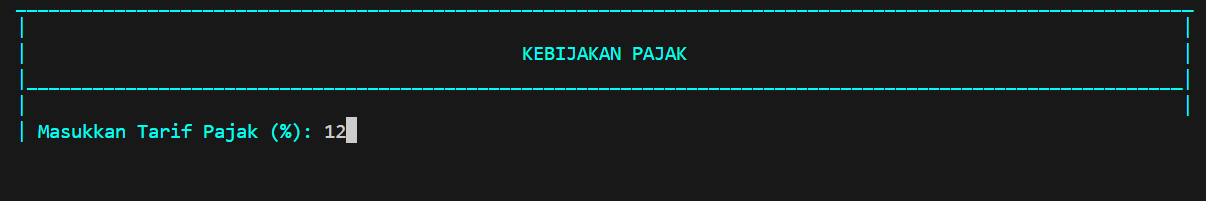 KEBIJAKAN PAJAK
Masukkan Tarif Pajak (%): 12